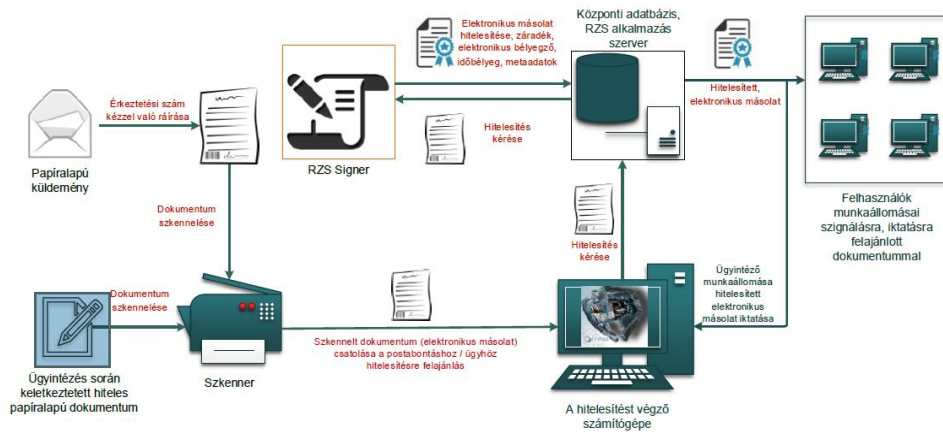 Papíralapú
küldemény
Érkeztetési szám
kézzel való ráírása
Dokumentum
szkennelése
Ügyintézés során
keletkeztetett hiteles
papíralapú dokumentum
Dokumentum
szkennelése
Szkenner
Szkennelt dokumentum (elektronikus másolat)
csatolása a postabontáshoz / ügyhöz
hitelesítésre felajánlás
A hitelesítést végző
számítógépe
Hitelesítés
kérése
RZS Signer
Hitelesítés
kérése
Elektronikus másolat
hitelesítése, záradék,
elektronikus bélyegző,
időbélyeg, metaadatok
Központi adatbázis,
RZS alkalmazás
szerver
Hitelesített,
elektronikus másolat
Felhasználók
munkaállomásai
szignálásra, iktatásra
felajánlott
dokumentummal
Ügyintéző
munkaállomása
hitelesített
elektronikus
másolat iktatása